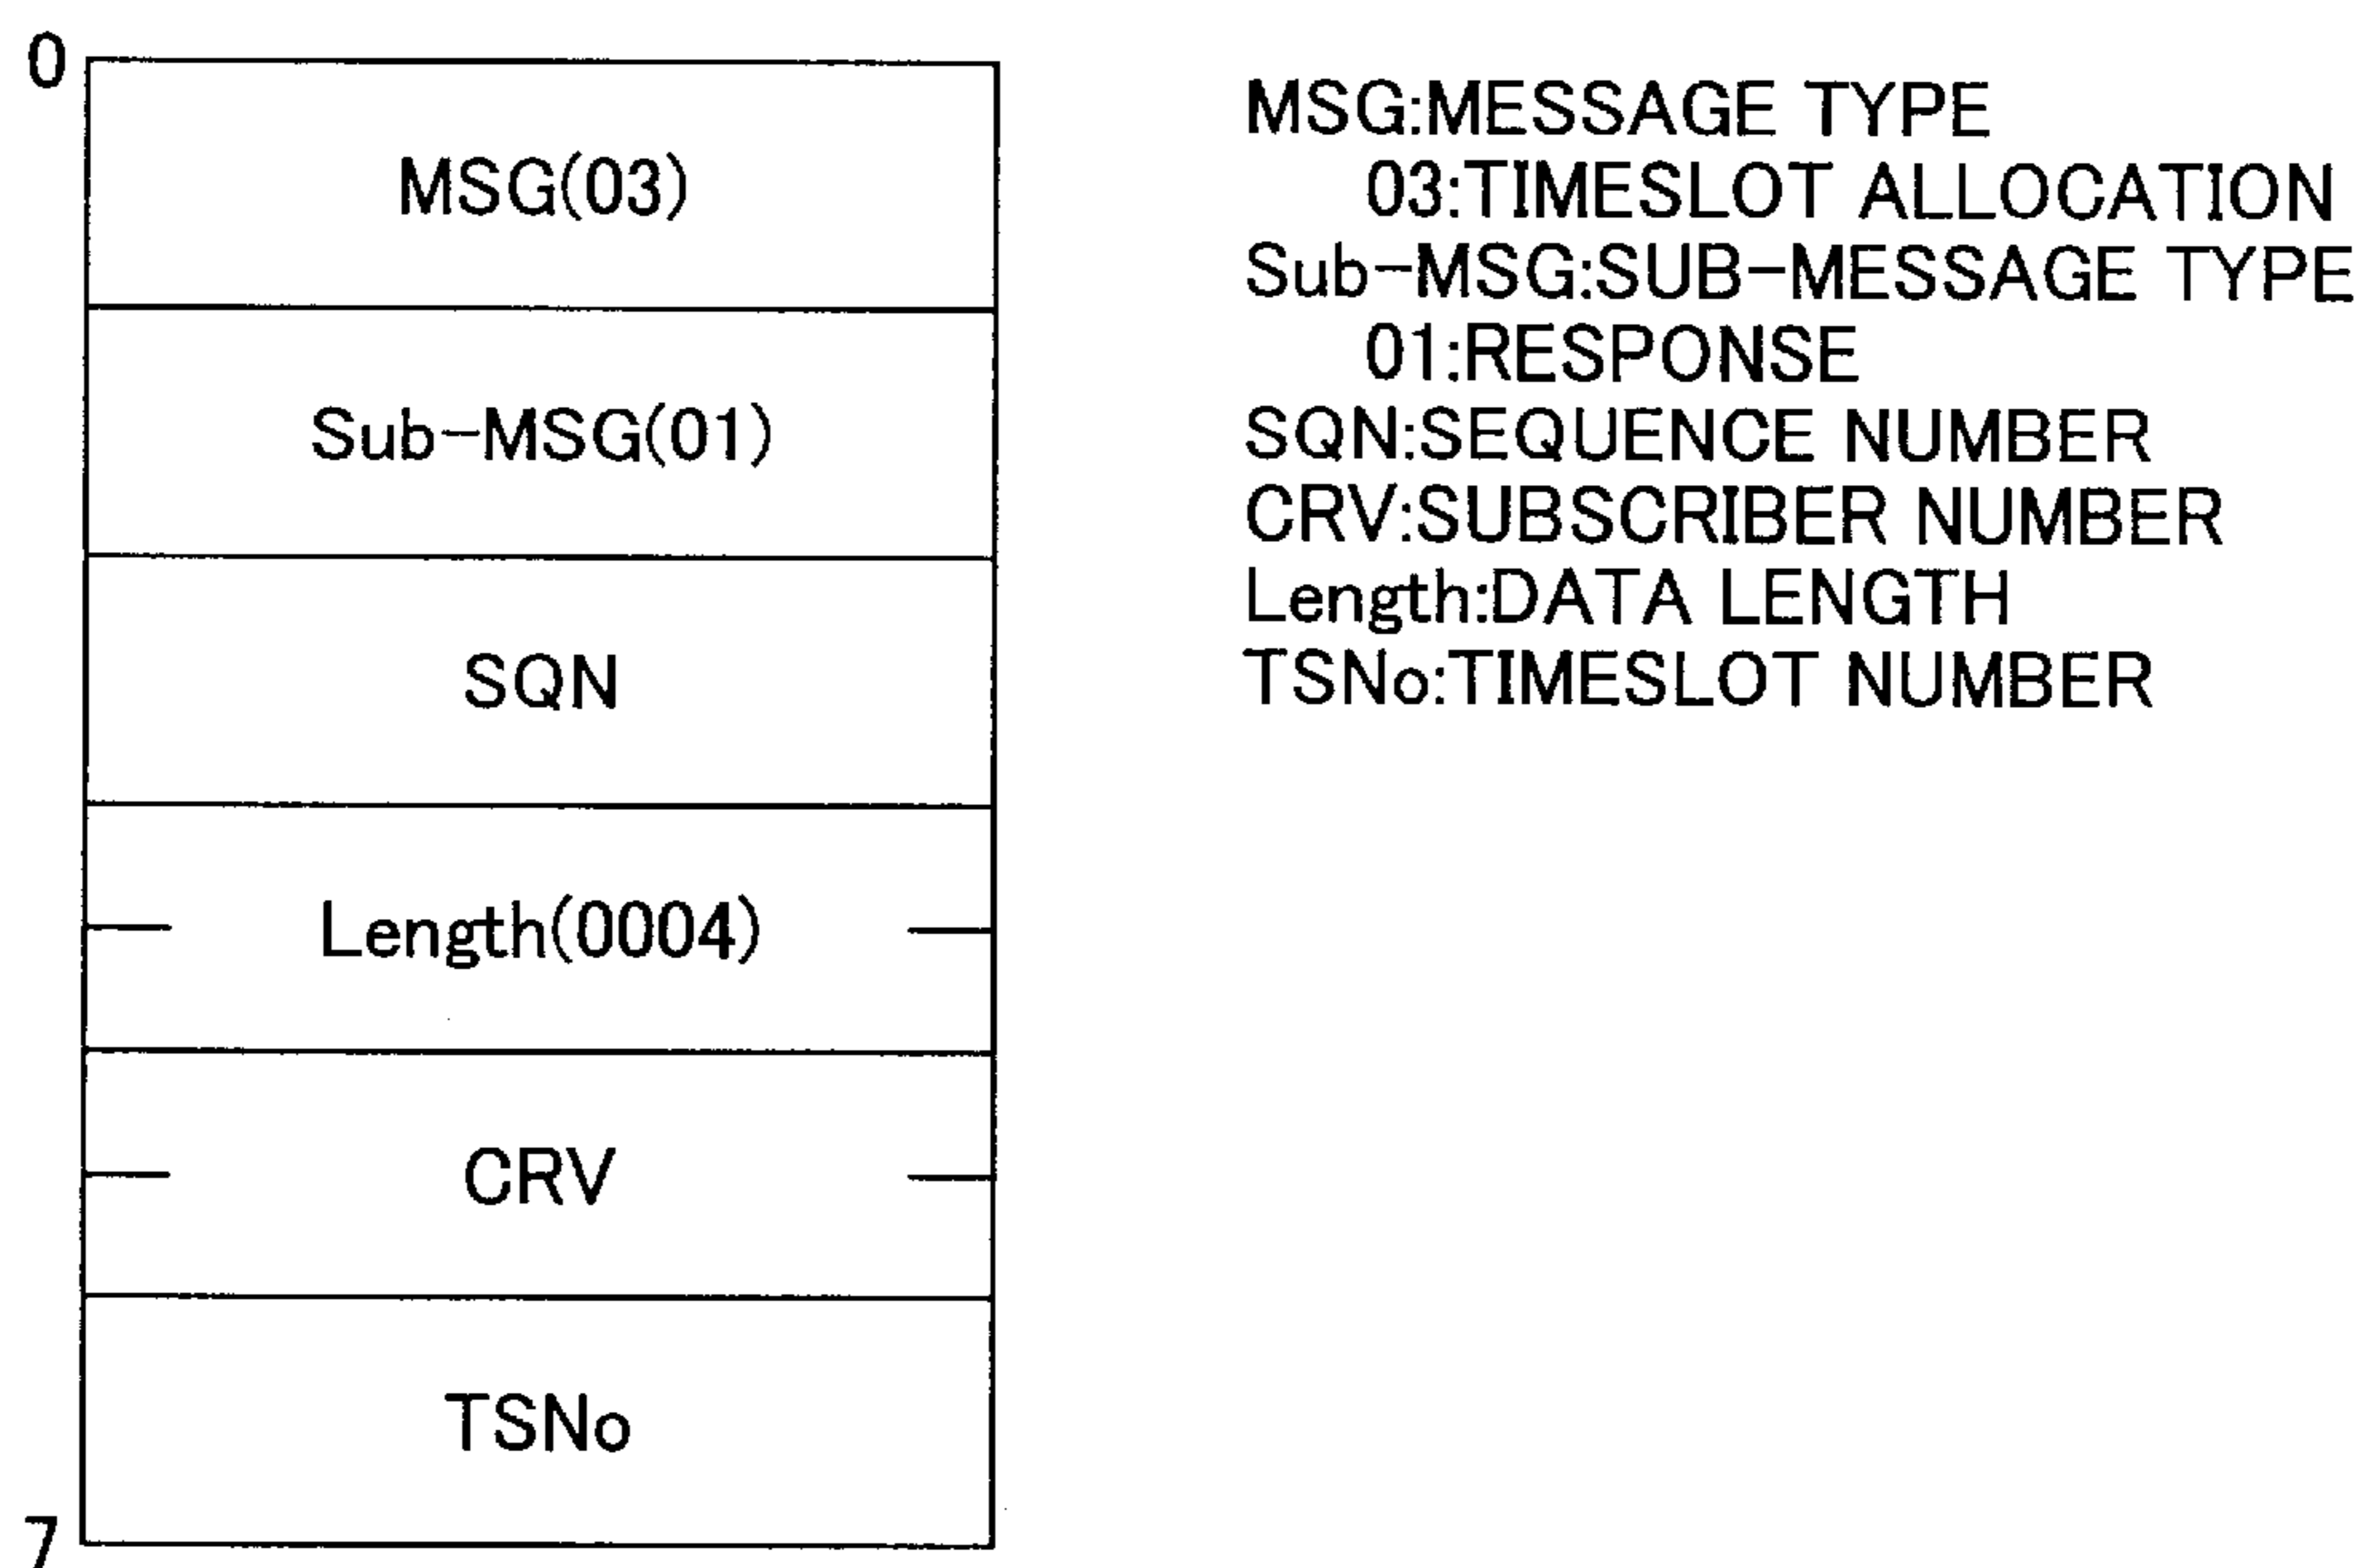 0
MSG(03)
Sub-MSG(01)
SQN
Length(0004)
CRV
TSNo
7
MSG:MESSAGE TYPE
03:TIMESLOT ALLOCATION
Sub-MSG:SUB-MESSAGE TYPE
01:RESPONSE
SQN:SEQUENCE NUMBER
CRV:SUBSCRIBER NUMBER
Length:DATA LENGTH
TSNo:TIMESLOT NUMBER